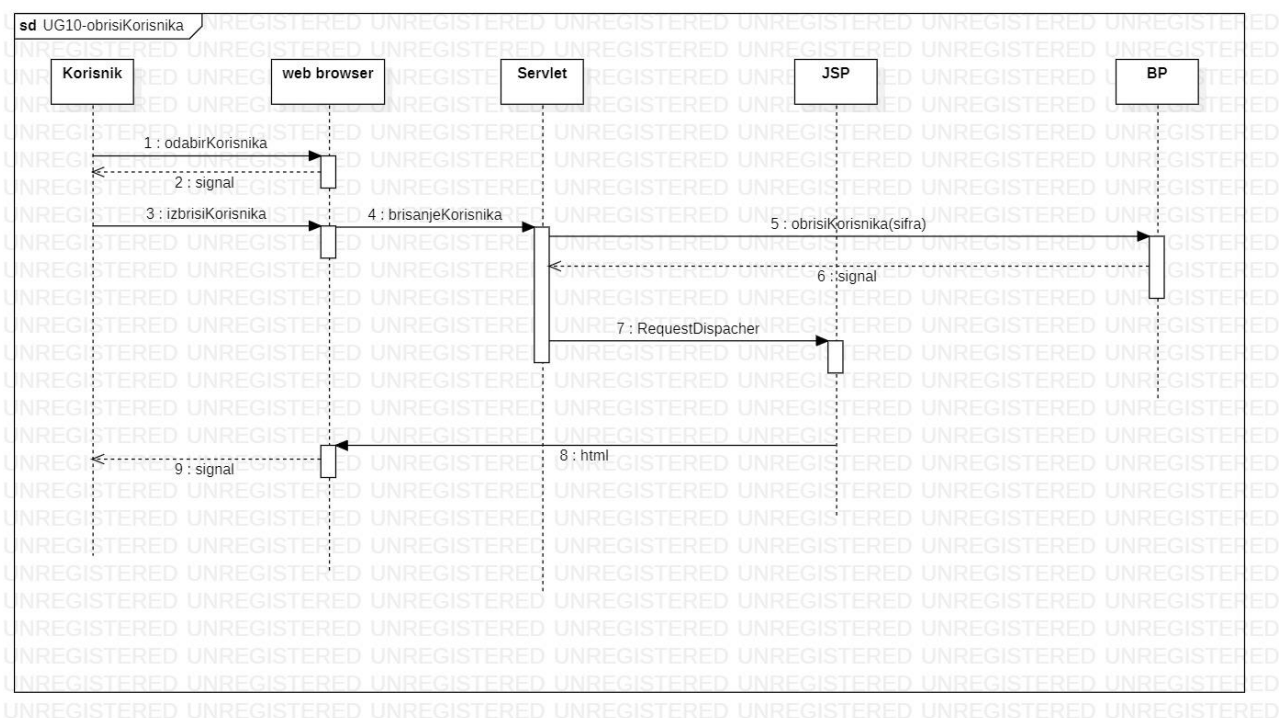 sd UG10-obrisiKorisnika
Korisnik
web browser
Servlet
JSP
BP
1 : odabirKorisnika
2 : signal
3 : izbrisiKorisnika
4 : brisanjeKorisnika
5 : obrisiKorisnika(sifra)
6 : signal
7 : RequestDispacher
8 : html
9 : signal
UNREGISTERED